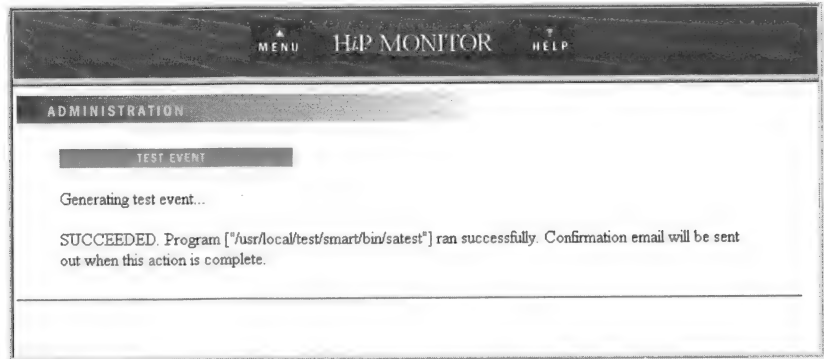 MENU HiP MONITOR HELP
ADMINISTRATION
TEST EVENT
Generating test event...
SUCCEEDED. Program ["/usr/local/test/smart/bin/satest"] ran successfully. Confirmation email will be sent
out when this action is complete.